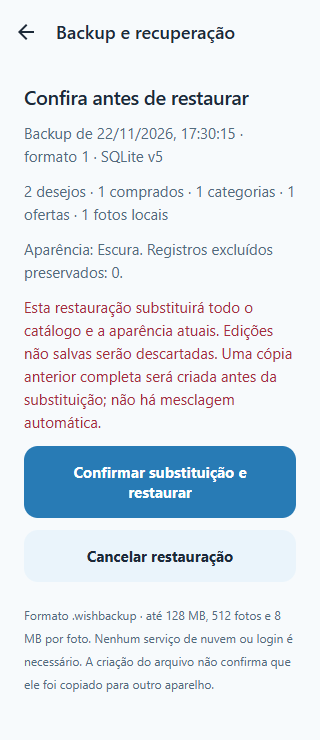 Backup e recuperação
Confira antes de restaurar
Backup de 22/11/2026, 17:30:15 ·
formato 1 · SQLite v5
2 desejos · 1 comprados · 1 categorias · 1
ofertas · 1 fotos locais
Aparência: Escura. Registros excluídos
preservados: 0.
Esta restauração substituirá todo o
catálogo e a aparência atuais. Edições
não salvas serão descartadas. Uma cópia
anterior completa será criada antes da
substituição; não há mesclagem
automática.
Confirmar substituição e
restaurar
Cancelar restauração
Formato .wishbackup · até 128 MB, 512 fotos e 8
MB por foto. Nenhum serviço de nuvem ou login é
necessário. A criação do arquivo não confirma que
ele foi copiado para outro aparelho.